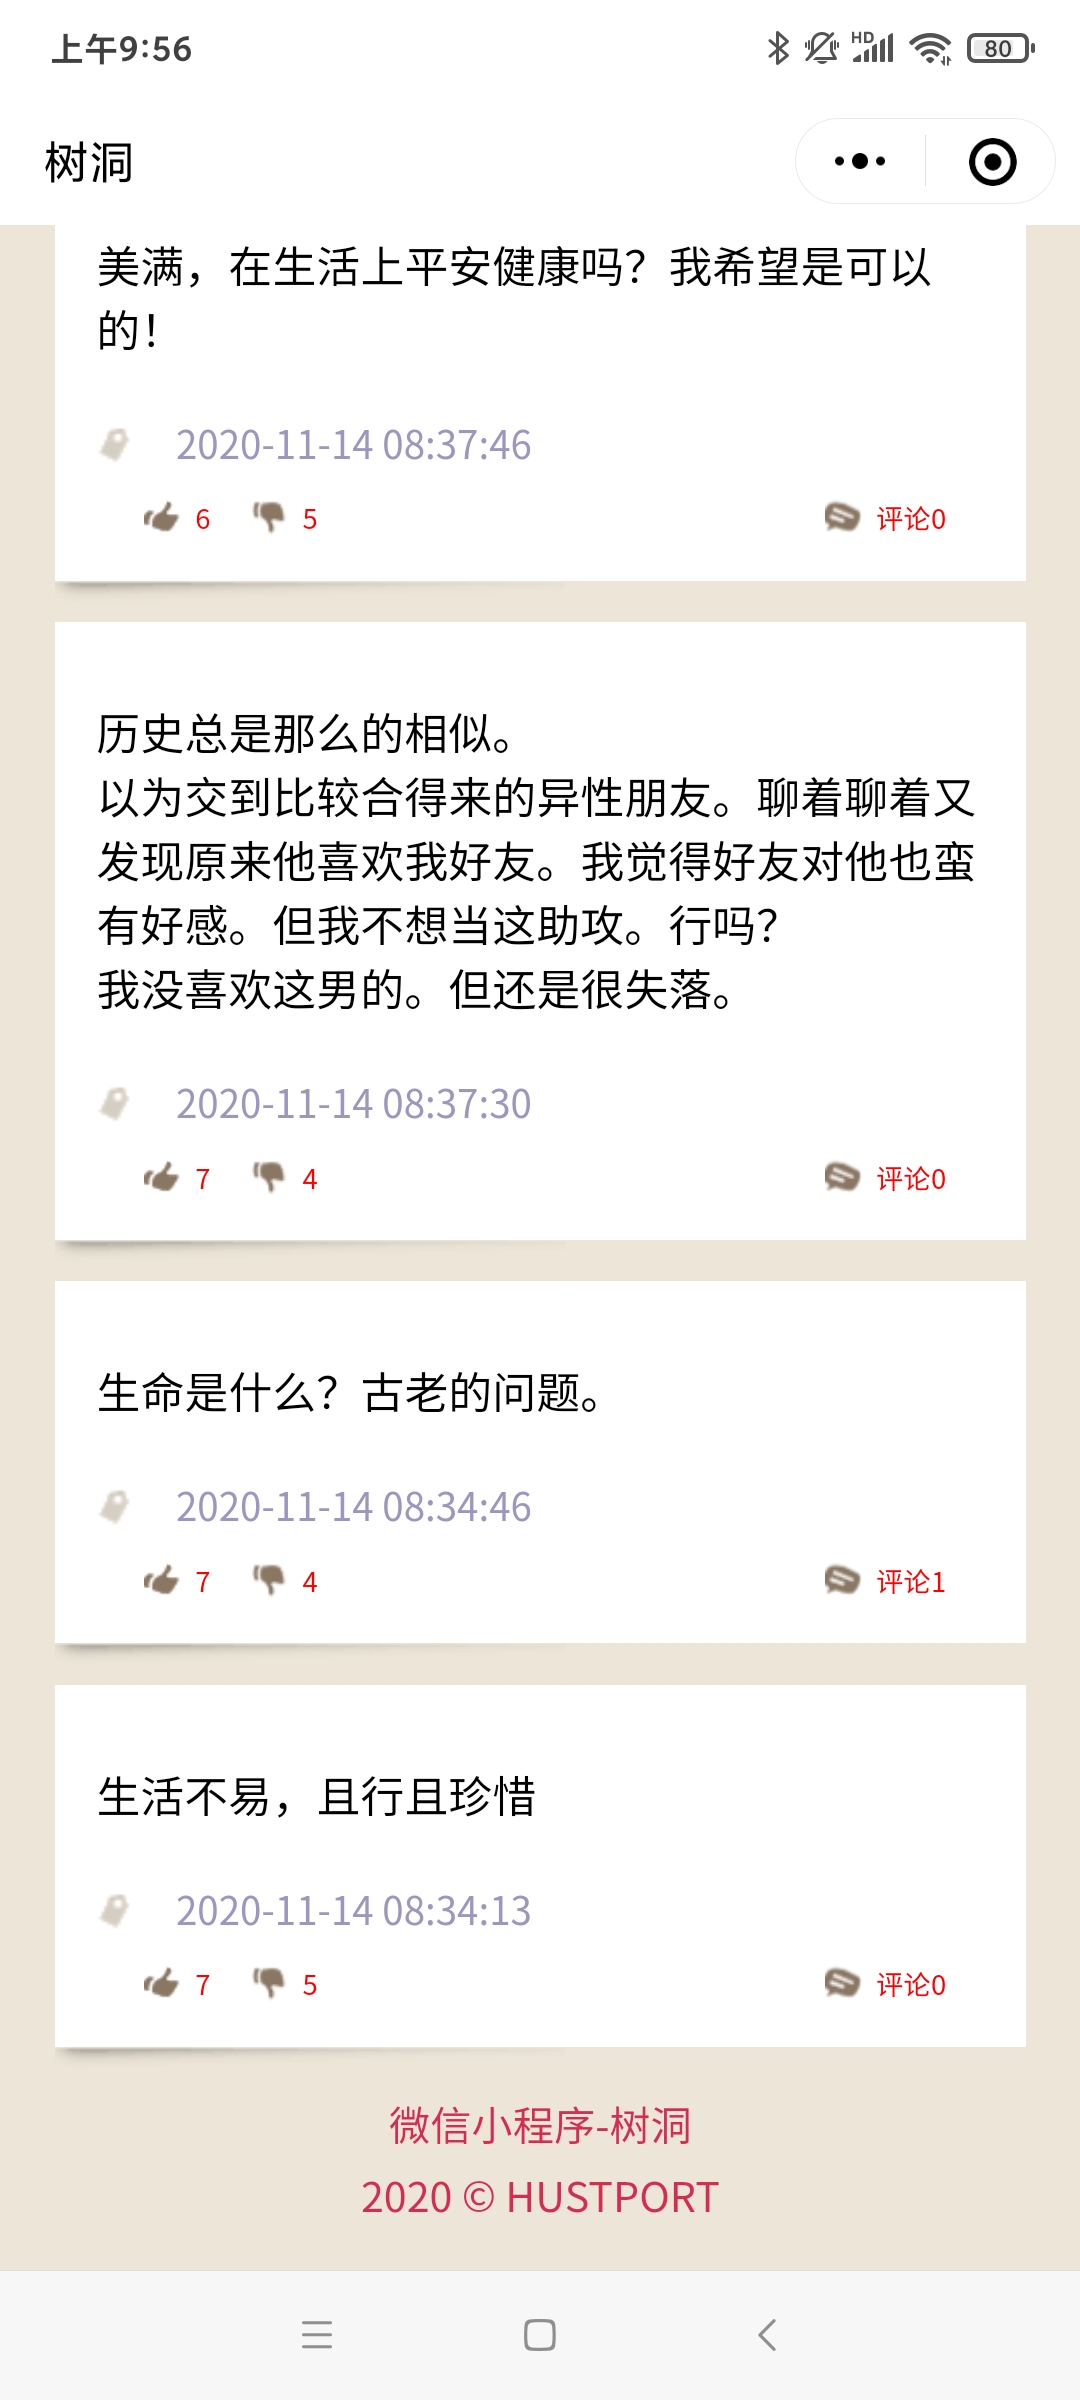 上午9:56
HD
80
树洞
美满，在生活上平安健康吗？我希望是可以
的！
2020-11-14 08:37:46
6 5 评论0
历史总是那么的相似。
以为交到比较合得来的异性朋友。聊着聊着又
发现原来他喜欢我好友。我觉得好友对他也蛮
有好感。但我不想当这助攻。行吗？
我没喜欢这男的。但还是很失落。
2020-11-14 08:37:30
7 4 评论0
生命是什么？古老的问题。
2020-11-14 08:34:46
7 4 评论1
生活不易，且行且珍惜
2020-11-14 08:34:13
7 5 评论0
微信小程序-树洞
2020 © HUSTPORT